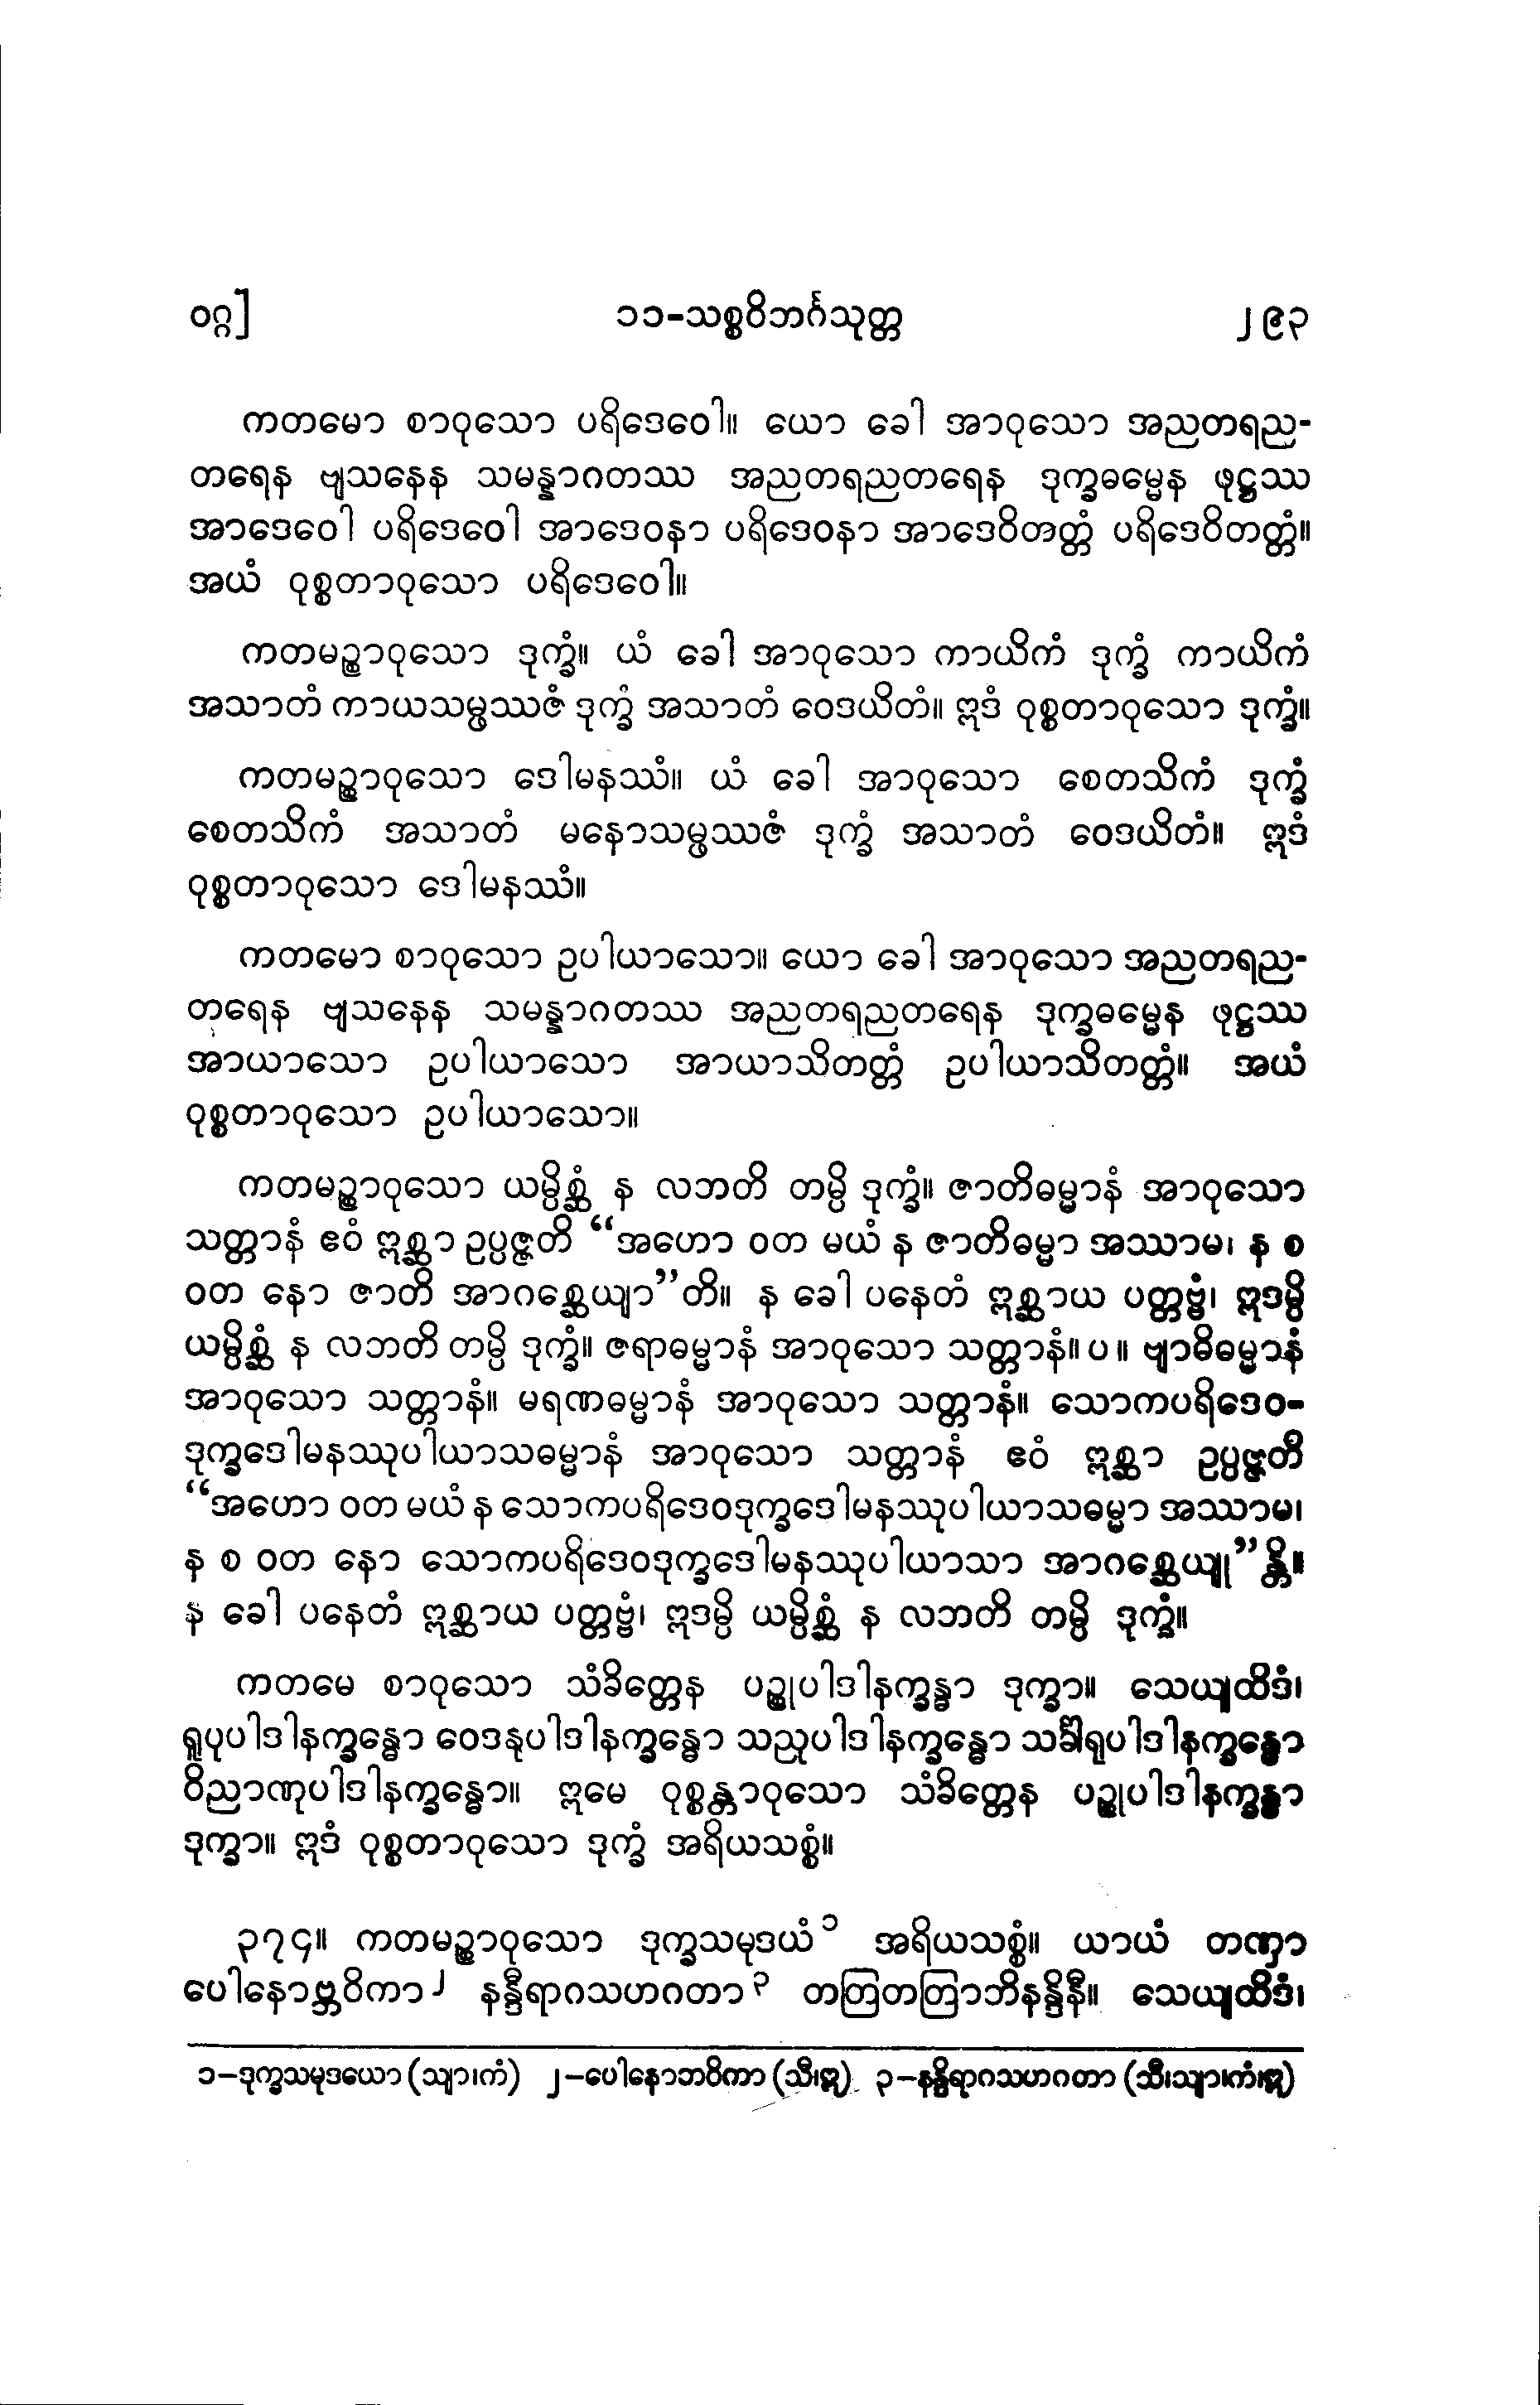 ဝဂ္ဂ] ၁၁-သစ္စဝိဘင်္ဂသုတ္တ ၂၉၃
ကတမော စာဝုသော ပရိဒေဝေါ။ ယော ခေါ အာဝုသော အညတရည-
တရေန ဗျသနေန သမန္နာဂတဿ အညတရညတရေန ဒုက္ခဓမ္မေန ဖုဋ္ဌဿ
အာဒေဝေါ ပရိဒေဝေါ အာဒေဝနာ ပရိဒေဝနာ အာဒေဝိတတ္တံ ပရိဒေဝိတတ္တံ။
အယံ ဝုစ္စတာဝုသော ပရိဒေဝေါ။
ကတမဉ္စာဝုသော ဒုက္ခံ။ ယံ ခေါ အာဝုသော ကာယိကံ ဒုက္ခံ ကာယိကံ
အသာတံ ကာယသမ္ဖဿဇံ ဒုက္ခံ အသာတံ ဝေဒယိတံ။ ဣဒံ ဝုစ္စတာဝုသော ဒုက္ခံ။
ကတမဉ္စာဝုသော ဒေါမနဿံ။ ယံ ခေါ အာဝုသော စေတသိကံ ဒုက္ခံ
စေတသိကံ အသာတံ မနောသမ္ဖဿဇံ ဒုက္ခံ အသာတံ ဝေဒယိတံ။ ဣဒံ
ဝုစ္စတာဝုသော ဒေါမနဿံ။
ကတမော စာဝုသော ဥပါယာသော။ ယော ခေါ အာဝုသော အညတရည-
တရေန ဗျသနေန သမန္နာဂတဿ အညတရညတရေန ဒုက္ခဓမ္မေန ဖုဋ္ဌဿ
အာယာသော ဥပါယာသော အာယာသိတတ္တံ ဥပါယာသိတတ္တံ။ အယံ
ဝုစ္စတာဝုသော ဥပါယာသော။
ကတမဉ္စာဝုသော ယမ္ပိစ္ဆံ န လဘတိ တမ္ပိ ဒုက္ခံ။ ဇာတိဓမ္မာနံ အာဝုသော
သတ္တာနံ ဧဝံ ဣစ္ဆာ ဥပ္ပဇ္ဇတိ “အဟော ဝတ မယံ န ဇာတိဓမ္မာ အဿာမ၊ န စ
ဝတ နော ဇာတိ အာဂစ္ဆေယျာ”တိ။ န ခေါ ပနေတံ ဣစ္ဆာယ ပတ္တဗ္ဗံ၊ ဣဒမ္ပိ
ယမ္ပိစ္ဆံ န လဘတိ တမ္ပိ ဒုက္ခံ။ ဇရာဓမ္မာနံ အာဝုသော သတ္တာနံ။ပ။ ဗျာဓိဓမ္မာနံ
အာဝုသော သတ္တာနံ။ မရဏဓမ္မာနံ အာဝုသော သတ္တာနံ။ သောကပရိဒေဝ-
ဒုက္ခဒေါမနဿုပါယာသဓမ္မာနံ အာဝုသော သတ္တာနံ ဧဝံ ဣစ္ဆာ ဥပ္ပဇ္ဇတိ
“အဟော ဝတ မယံ န သောကပရိဒေဝဒုက္ခဒေါမနဿုပါယာသဓမ္မာ အဿာမ၊
န စ ဝတ နော သောကပရိဒေဝဒုက္ခဒေါမနဿုပါယာသာ အာဂစ္ဆေယျု”န္တိ။
န ခေါ ပနေတံ ဣစ္ဆာယ ပတ္တဗ္ဗံ၊ ဣဒမ္ပိ ယမ္ပိစ္ဆံ န လဘတိ တမ္ပိ ဒုက္ခံ။
ကတမေ စာဝုသော သံခိတ္တေန ပဉ္စုပါဒါနက္ခန္ဓာ ဒုက္ခာ။ သေယျထိဒံ၊
ရူပုပါဒါနက္ခန္ဓော ဝေဒနုပါဒါနက္ခန္ဓော သညုပါဒါနက္ခန္ဓော သင်္ခါရုပါဒါနက္ခန္ဓော
ဝိညာဏုပါဒါနက္ခန္ဓော။ ဣမေ ဝုစ္စန္တာဝုသော သံခိတ္တေန ပဉ္စုပါဒါနက္ခန္ဓာ
ဒုက္ခာ။ ဣဒံ ဝုစ္စတာဝုသော ဒုက္ခံ အရိယသစ္စံ။
၃၇၄။ ကတမဉ္စာဝုသော ဒုက္ခသမုဒယံ ၁ အရိယသစ္စံ။ ယာယံ တဏှာ
ပေါနောဗ္ဘဝိကာ ၂ နန္ဒီရာဂသဟဂတာ ၃ တတြတတြာဘိနန္ဒိနီ။ သေယျထိဒံ၊
၁–ဒုက္ခသမုဒယော (သျာ၊ကံ) ၂–ပေါနောဘဝိကာ (သီ၊ဣ) ၃–နန္ဒိရာဂသဟဂတာ (သီ၊သျာ၊ကံ၊ဣ)